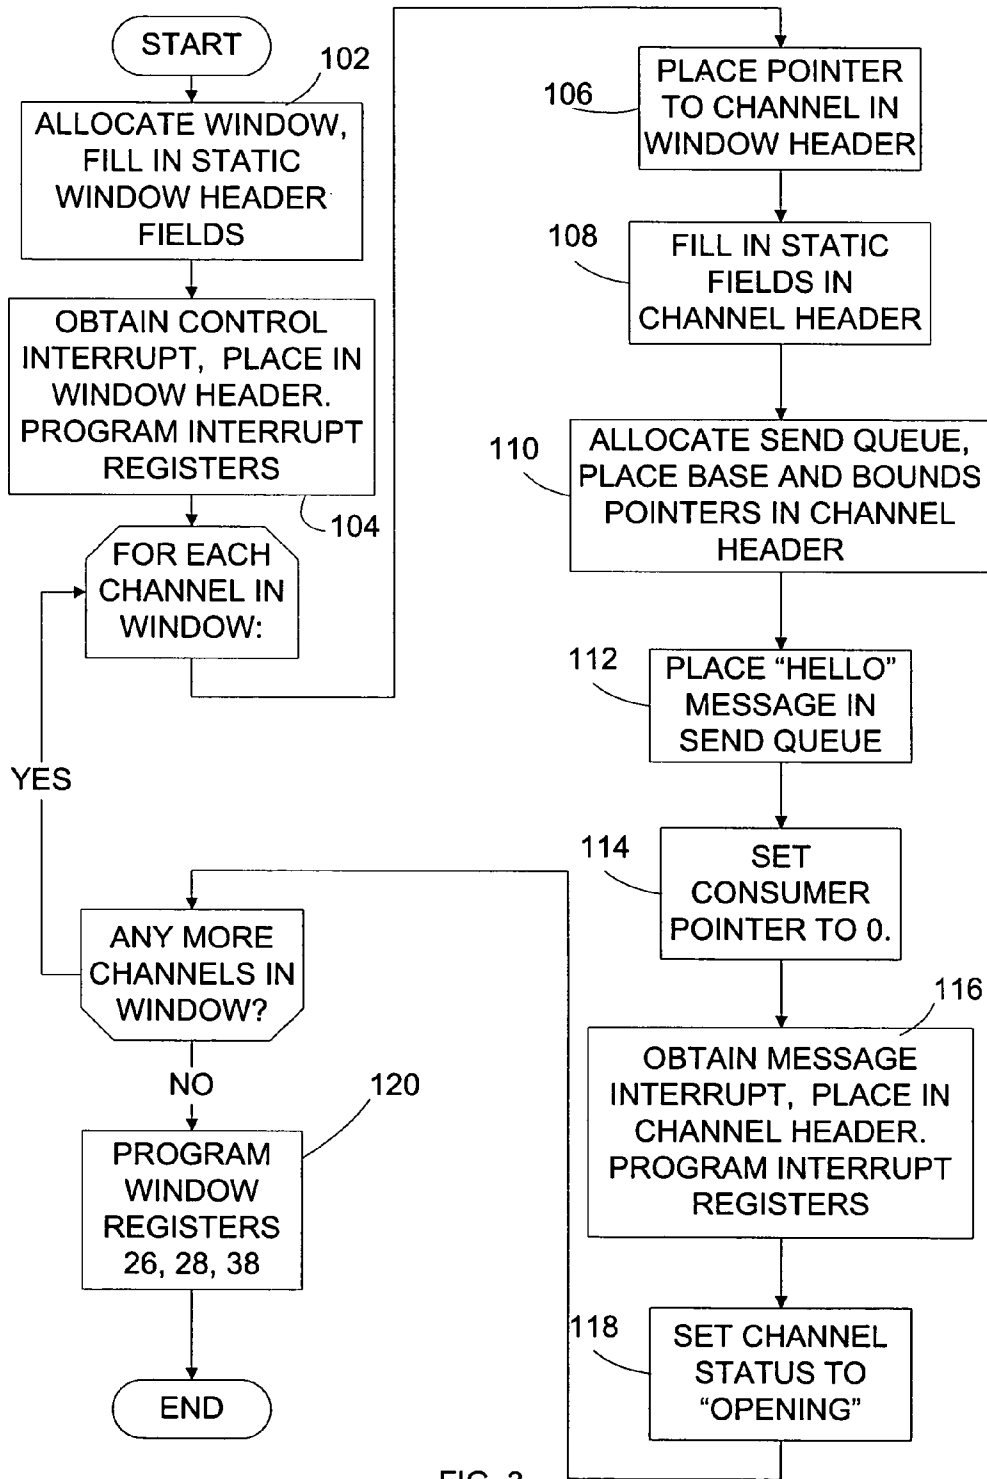 START
102
ALLOCATE WINDOW,
FILL IN STATIC
WINDOW HEADER
FIELDS
OBTAIN CONTROL
INTERRUPT, PLACE IN
WINDOW HEADER.
PROGRAM INTERRUPT
REGISTERS
104
FOR EACH
CHANNEL IN
WINDOW:
106
PLACE POINTER
TO CHANNEL IN
WINDOW HEADER
108
FILL IN STATIC
FIELDS IN
CHANNEL HEADER
110
ALLOCATE SEND QUEUE,
PLACE BASE AND BOUNDS
POINTERS IN CHANNEL
HEADER
112
PLACE “HELLO”
MESSAGE IN
SEND QUEUE
114
SET
CONSUMER
POINTER TO 0.
116
OBTAIN MESSAGE
INTERRUPT, PLACE IN
CHANNEL HEADER.
PROGRAM INTERRUPT
REGISTERS
118
SET CHANNEL
STATUS TO
“OPENING”
YES
ANY MORE
CHANNELS IN
WINDOW?
NO
120
PROGRAM
WINDOW
REGISTERS
26, 28, 38
END